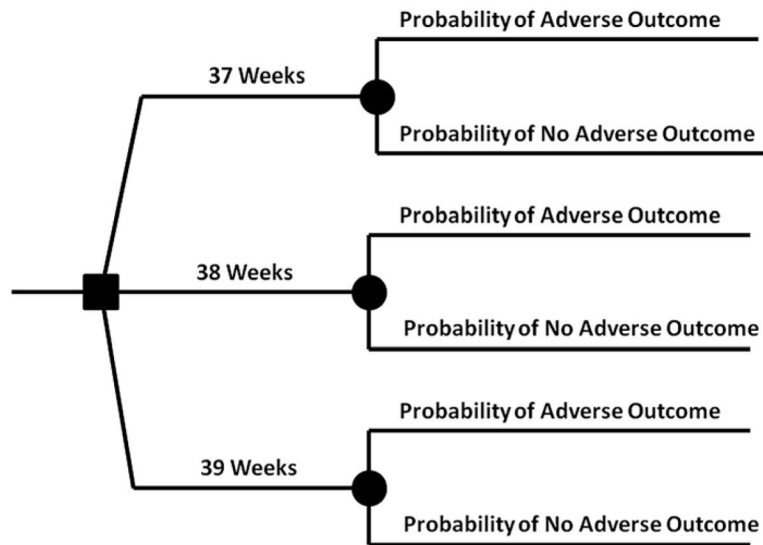 Probability of Adverse Outcome
37 Weeks
Probability of No Adverse Outcome
Probability of Adverse Outcome
38 Weeks
Probability of No Adverse Outcome
Probability of Adverse Outcome
39 Weeks
Probability of No Adverse Outcome